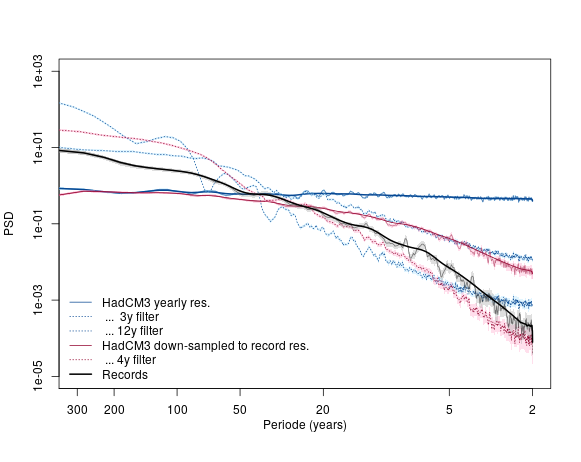 1e+03
1e+01
1e-01
1e-03
1e-05
PSD
HadCM3 yearly res.
... 3y filter
... 12y filter
HadCM3 down-sampled to record res.
... 4y filter
Records
300 200 100 50 20 5 2
Periode (years)